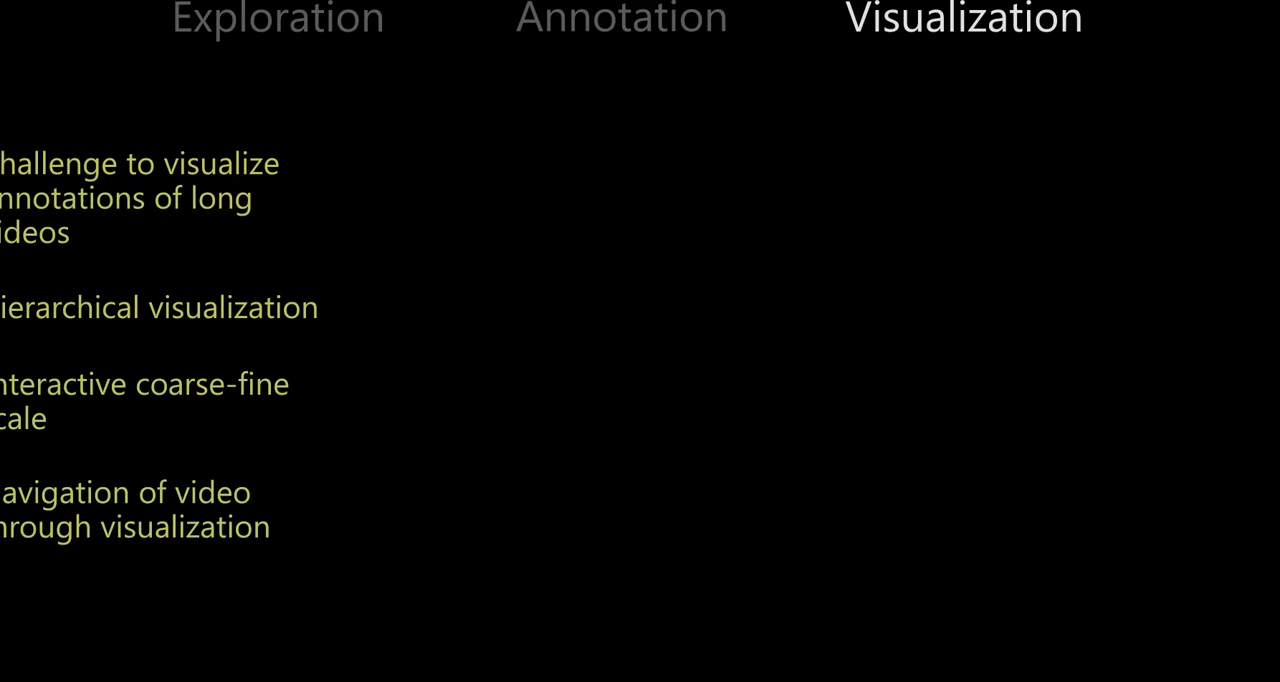 Exploration Annotation Visualization
hallenge to visualize
nnotations of long
ideos
ierarchical visualization
nteractive coarse-fine
cale
avigation of video
hrough visualization